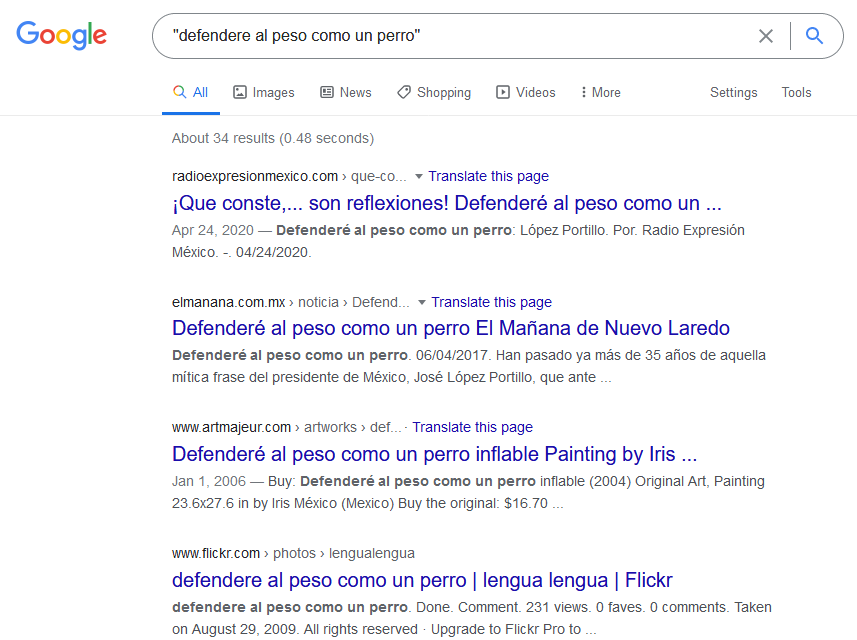 Google
"defendere al peso como un perro"
All Images News Shopping Videos More Settings Tools
About 34 results (0.48 seconds)
radioexpresionmexico.com › que-co... Translate this page
¡Que conste,... son reflexiones! Defenderé al peso como un ...
Apr 24, 2020 — Defenderé al peso como un perro: López Portillo. Por. Radio Expresión
México. -. 04/24/2020.
elmanana.com.mx › noticia › Defend... Translate this page
Defenderé al peso como un perro El Mañana de Nuevo Laredo
Defenderé al peso como un perro. 06/04/2017. Han pasado ya más de 35 años de aquella
mítica frase del presidente de México, José López Portillo, que ante ...
www.artmajeur.com › artworks › def... · Translate this page
Defenderé al peso como un perro inflable Painting by Iris ...
Jan 1, 2006 — Buy: Defenderé al peso como un perro inflable (2004) Original Art, Painting
23.6x27.6 in by Iris México (Mexico) Buy the original: $16.70 ...
www.flickr.com › photos › lengualengua
defendere al peso como un perro | lengua lengua | Flickr
defendere al peso como un perro. Done. Comment. 231 views. 0 faves. 0 comments. Taken
on August 29, 2009. All rights reserved · Upgrade to Flickr Pro to ...